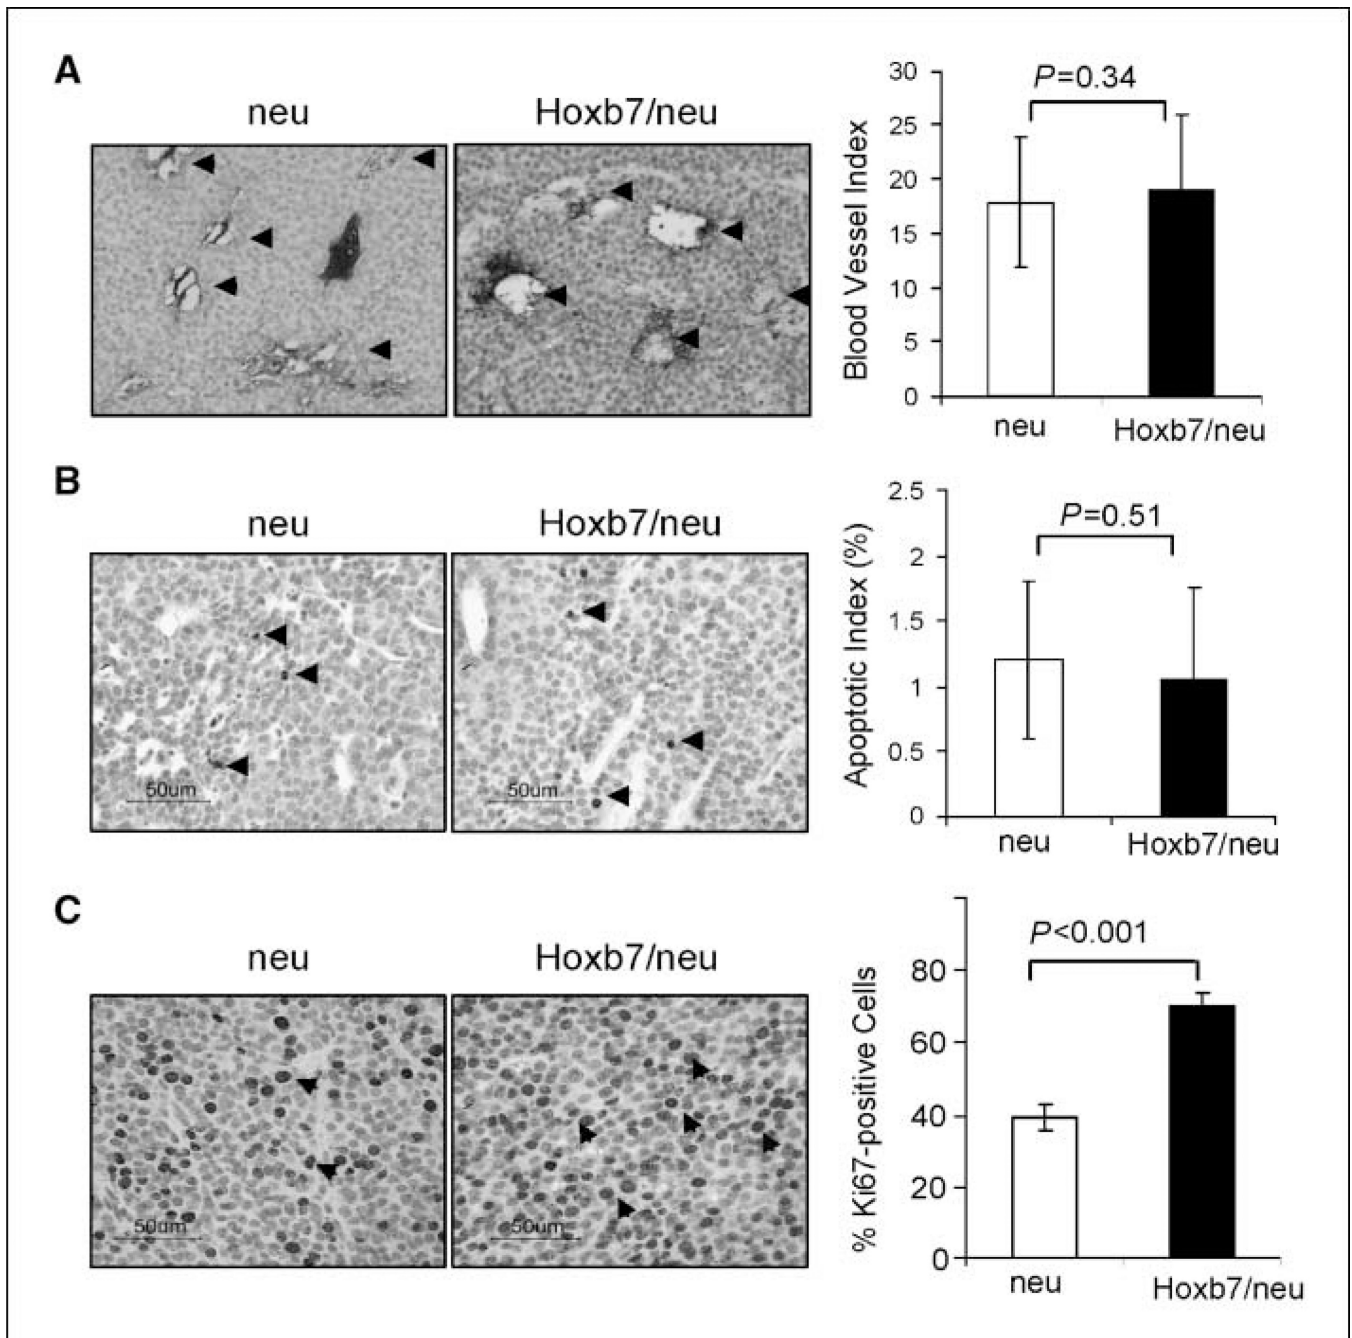 A
neu
Hoxb7/neu
30
25
20
15
10
5
0
Blood Vessel Index
P=0.34
neu
Hoxb7/neu
B
neu
Hoxb7/neu
50um
50um
2.5
2
1.5
1
0.5
0
Apoptotic Index (%)
P=0.51
neu
Hoxb7/neu
C
neu
Hoxb7/neu
50um
50um
80
60
40
20
0
% Ki67-positive Cells
P<0.001
neu
Hoxb7/neu